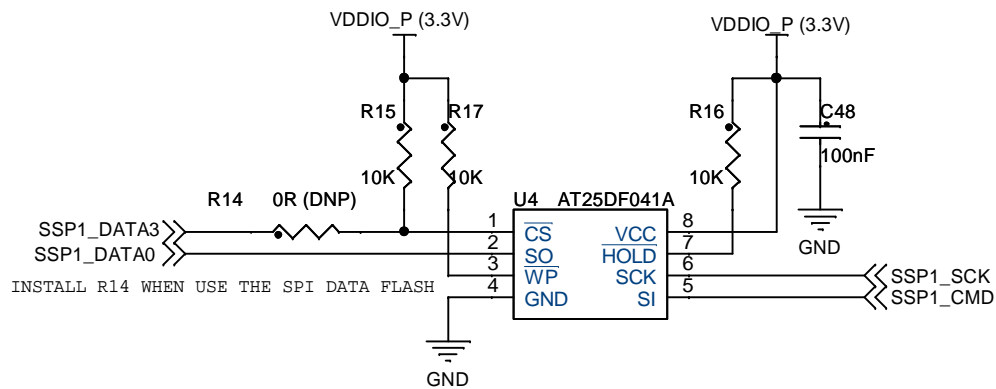 VDDIO_P (3.3V)
VDDIO_P (3.3V)
R15
R17
R16
C48
10K
10K
10K
100nF
R14
0R (DNP)
U4
AT25DF041A
GND
SSP1_DATA3
SSP1_DATA0
1
2
3
4
CS
SO
WP
GND
VCC
HOLD
SCK
SI
8
7
6
5
SSP1_SCK
SSP1_CMD
INSTALL R14 WHEN USE THE SPI DATA FLASH
GND